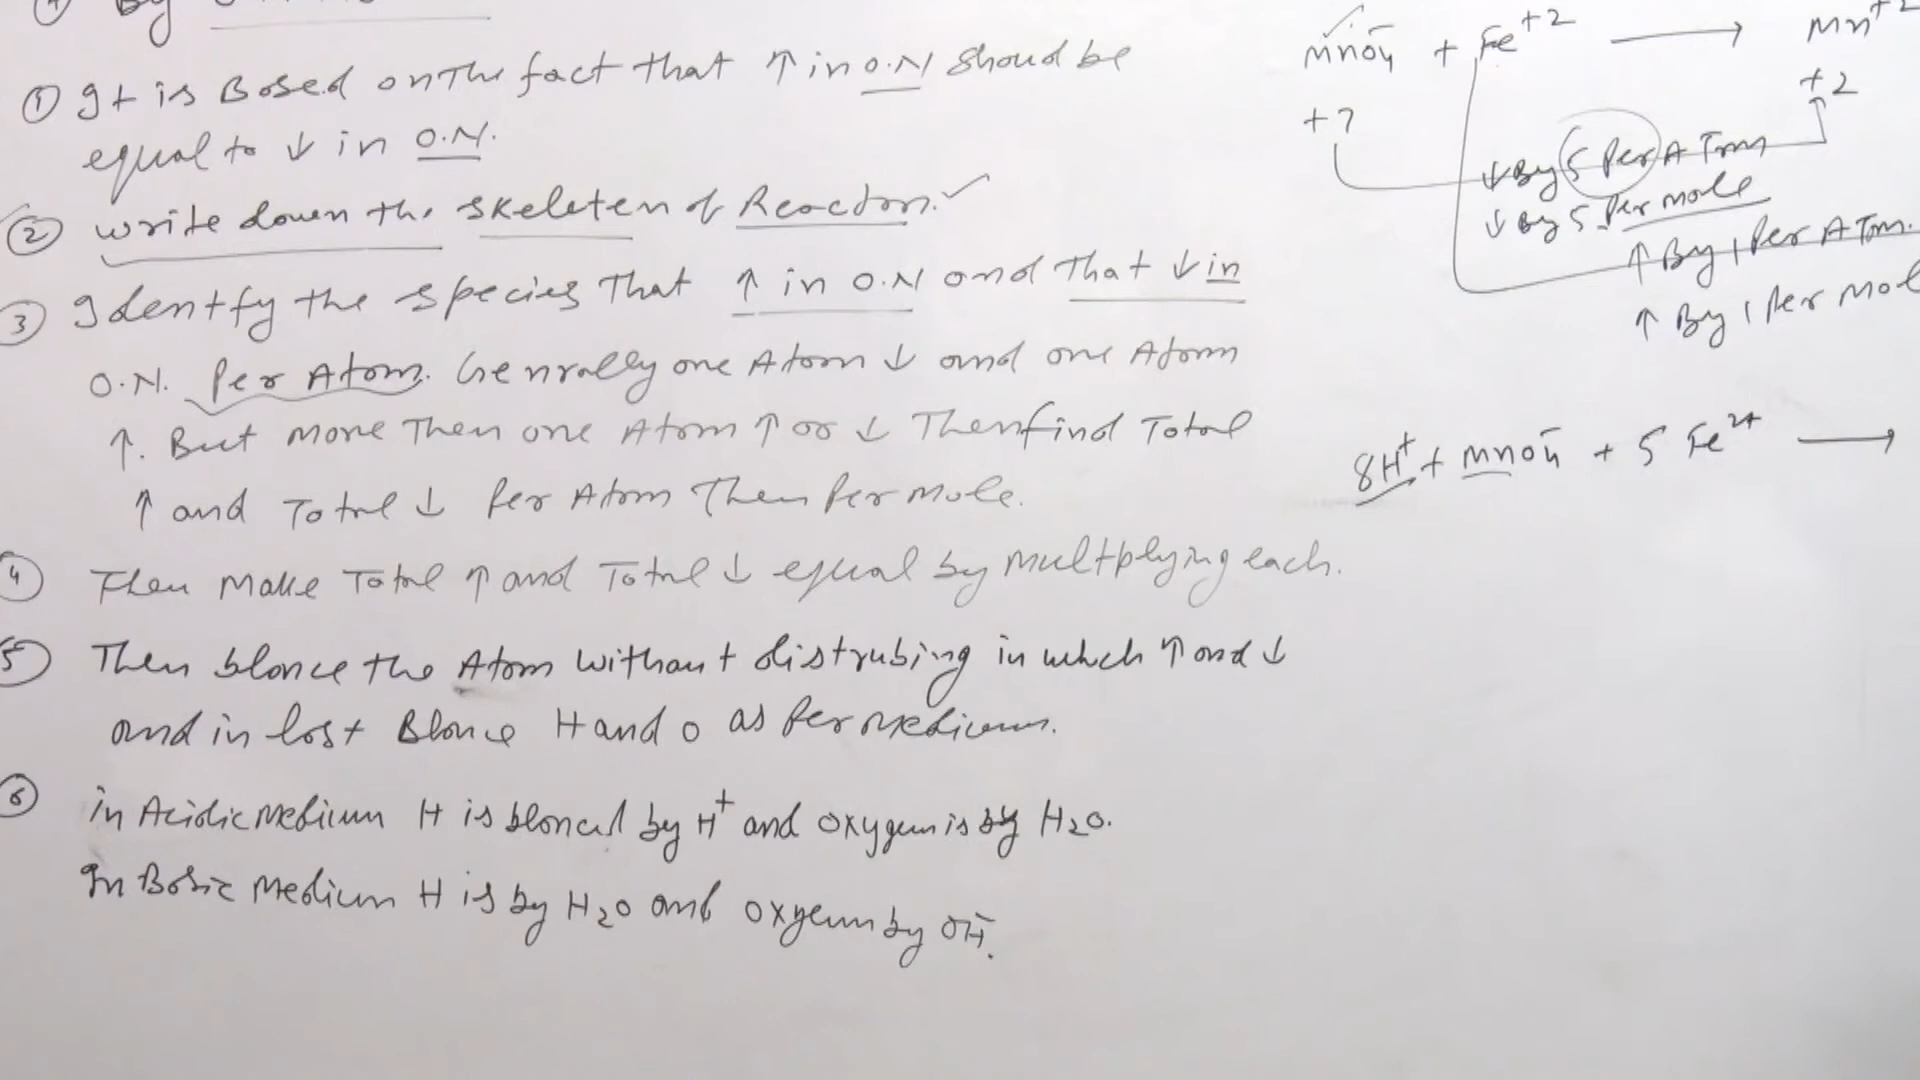 By
① It is Based on the fact that ↑ in O.N should be
equal to ↓ in O.N.
② write down the skeleten of Reacton.
3 Identfy the species that ↑ in O.N and that ↓ in
O.N. Per Atom. Genrally one Atom ↓ and one Atom
↑. But more then one Atom ↑ or ↓ Then find Total
↑ and Total ↓ per Atom Then per mole.
4 Then Make Total ↑ and Total ↓ equal by multplying each.
5 Then blonce the Atom without distrubing in which ↑ and ↓
and in last Blonce H and O as per medium.
6 in Acidic medium H is blonced by H⁺ and oxygen is by H₂O.
In Basic medium H is by H₂O and oxygen by OH⁻.
MnO₄⁻ + Fe⁺² ⟶ Mn⁺²
+7 +2
↓ By 5 Per Atom
↓ By 5 Per mole
↑ By 1 Per Atom.
↑ By 1 Per mol
8H⁺ + MnO₄⁻ + 5 Fe²⁺ ⟶